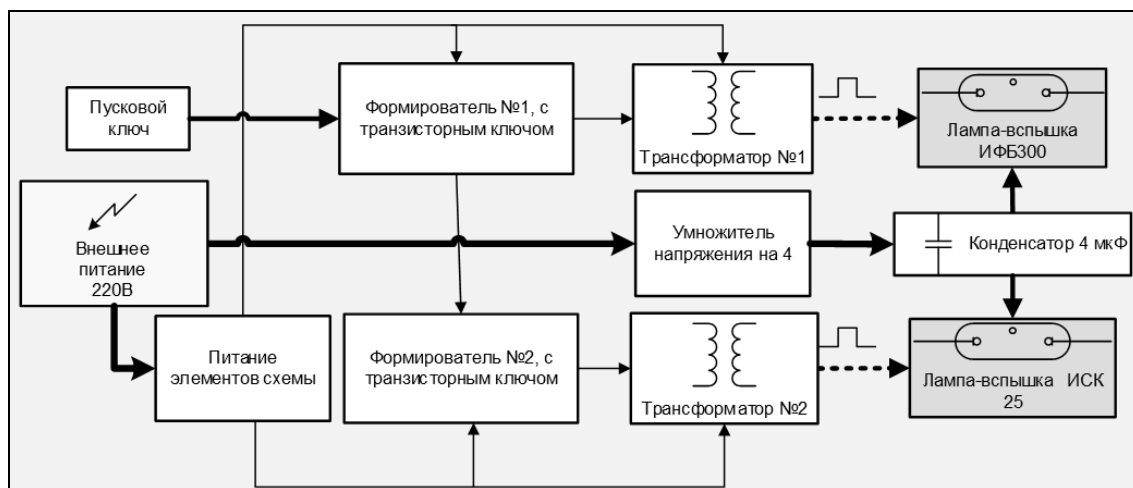 Пусковой
ключ
Формирователь №1, с
транзисторным ключом
Трансформатор №1
Лампа-вспышка
ИФБ300
Внешнее
питание
220В
Умножитель
напряжения на 4
Конденсатор 4 мкФ
Питание
элементов схемы
Формирователь №2, с
транзисторным ключом
Трансформатор №2
Лампа-вспышка ИСК
25